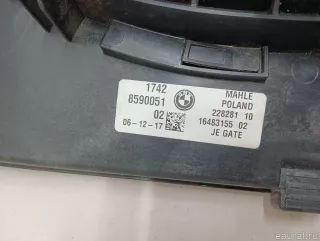 1742
8590051
02
06-12-17
MAHLE
POLAND
228281 10
16483155 02
JE GATE